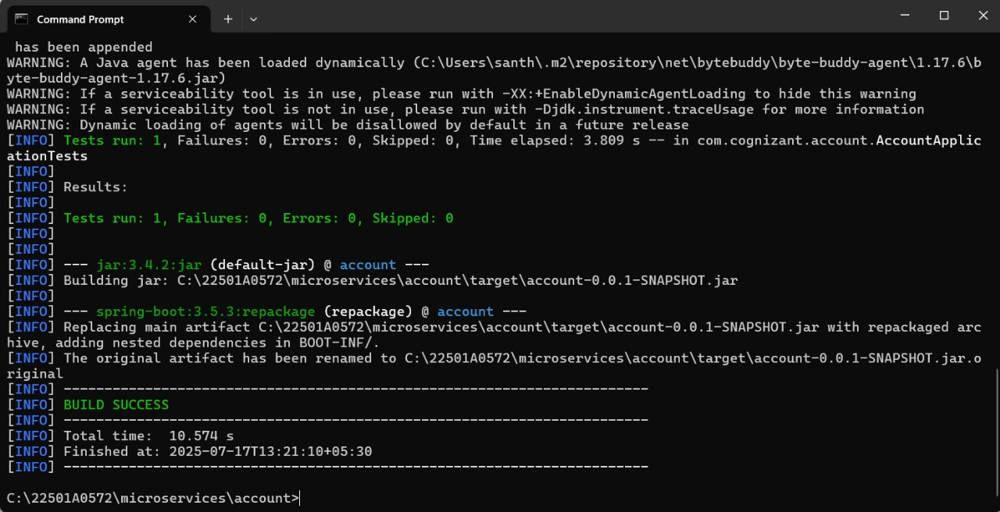 Command Prompt
 has been appended
WARNING: A Java agent has been loaded dynamically (C:\Users\santh\.m2\repository\net\bytebuddy\byte-buddy-agent\1.17.6\b
yte-buddy-agent-1.17.6.jar)
WARNING: If a serviceability tool is in use, please run with -XX:+EnableDynamicAgentLoading to hide this warning
WARNING: If a serviceability tool is not in use, please run with -Djdk.instrument.traceUsage for more information
WARNING: Dynamic loading of agents will be disallowed by default in a future release
[INFO] Tests run: 1, Failures: 0, Errors: 0, Skipped: 0, Time elapsed: 3.809 s -- in com.cognizant.account.AccountApplic
ationTests
[INFO]
[INFO] Results:
[INFO]
[INFO] Tests run: 1, Failures: 0, Errors: 0, Skipped: 0
[INFO]
[INFO]
[INFO] --- jar:3.4.2:jar (default-jar) @ account ---
[INFO] Building jar: C:\22501A0572\microservices\account\target\account-0.0.1-SNAPSHOT.jar
[INFO]
[INFO] --- spring-boot:3.5.3:repackage (repackage) @ account ---
[INFO] Replacing main artifact C:\22501A0572\microservices\account\target\account-0.0.1-SNAPSHOT.jar with repackaged arc
hive, adding nested dependencies in BOOT-INF/.
[INFO] The original artifact has been renamed to C:\22501A0572\microservices\account\target\account-0.0.1-SNAPSHOT.jar.o
riginal
[INFO] ------------------------------------------------------------------------
[INFO] BUILD SUCCESS
[INFO] ------------------------------------------------------------------------
[INFO] Total time:  10.574 s
[INFO] Finished at: 2025-07-17T13:21:10+05:30
[INFO] ------------------------------------------------------------------------
C:\22501A0572\microservices\account>